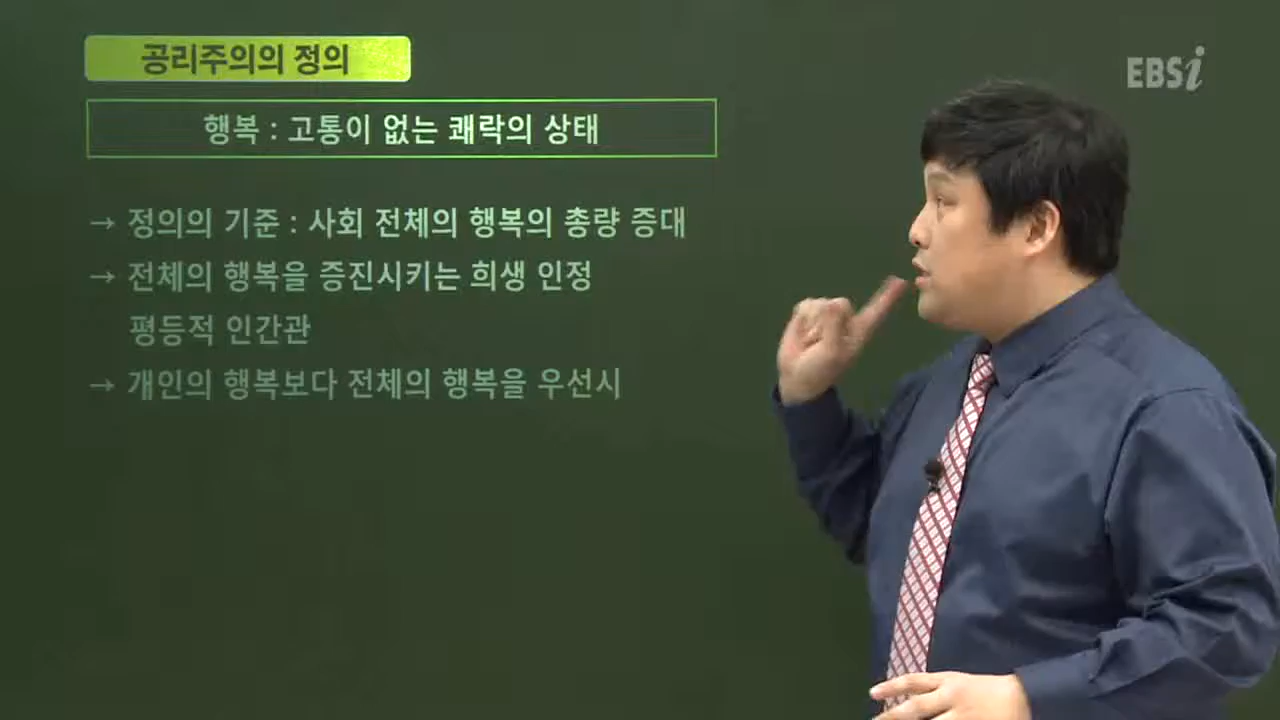 공리주의의 정의
EBSi
행복 : 고통이 없는 쾌락의 상태
→ 정의의 기준 : 사회 전체의 행복의 총량 증대
→ 전체의 행복을 증진시키는 희생 인정
평등적 인간관
→ 개인의 행복보다 전체의 행복을 우선시